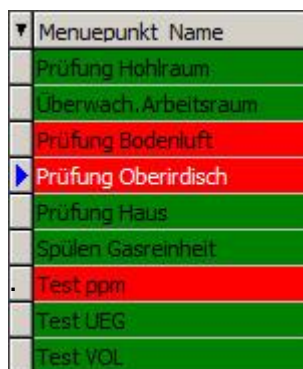 Menuepunkt Name
Prüfung Hohlraum
Überwach.Arbeitsraum
Prüfung Bodenluft
Prüfung Oberirdisch
Prüfung Haus
Spülen Gasreinheit
Test ppm
Test UEG
Test VOL